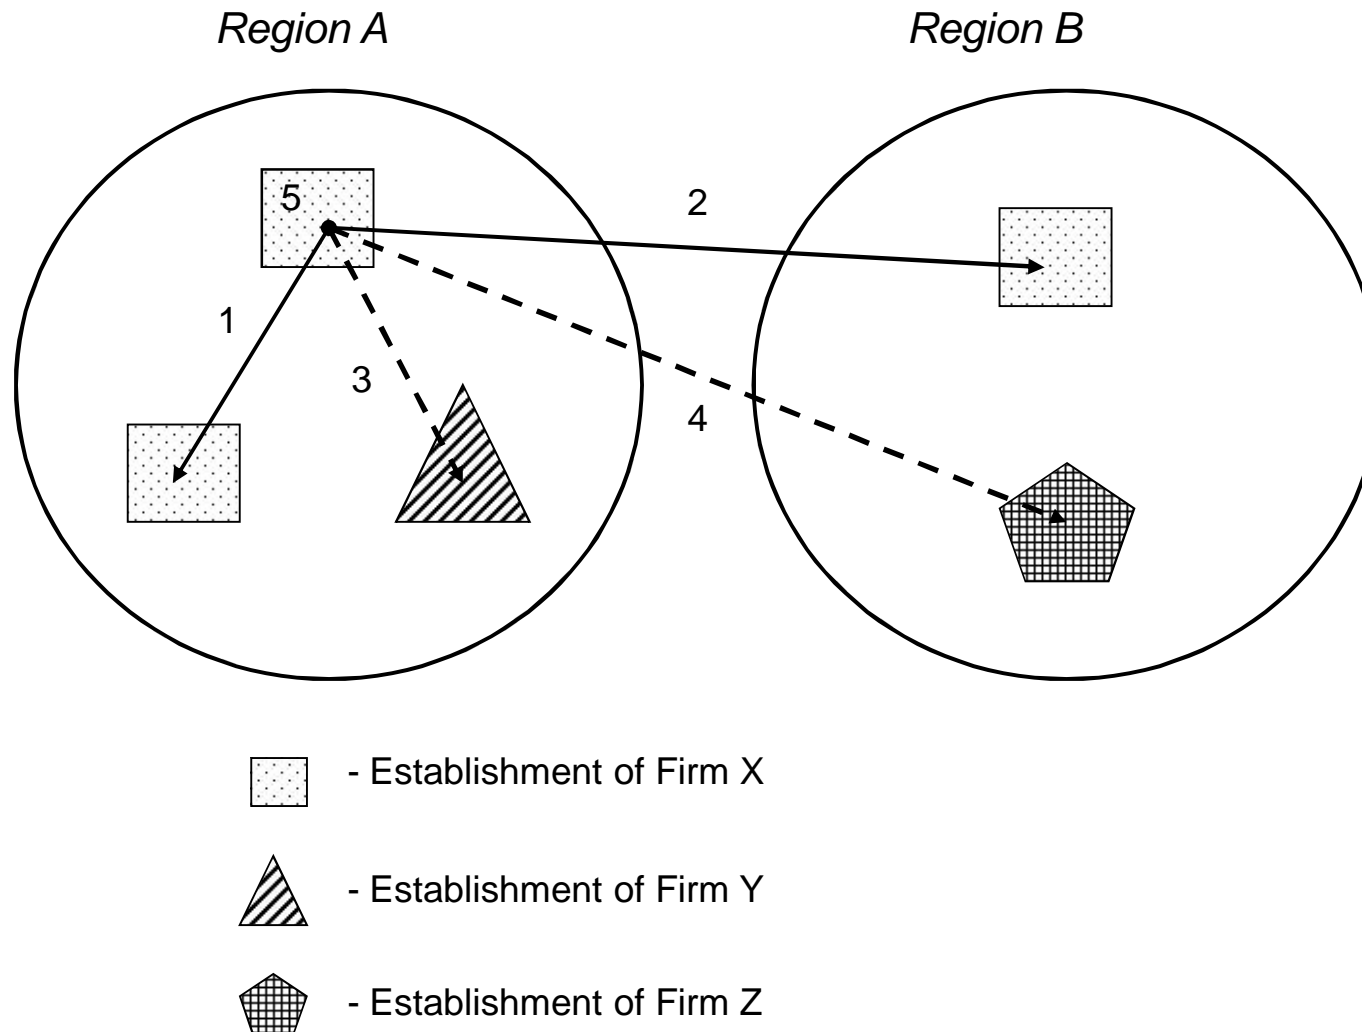 Region A
Region B
5
2
1
3
4
- Establishment of Firm X
- Establishment of Firm Y
- Establishment of Firm Z